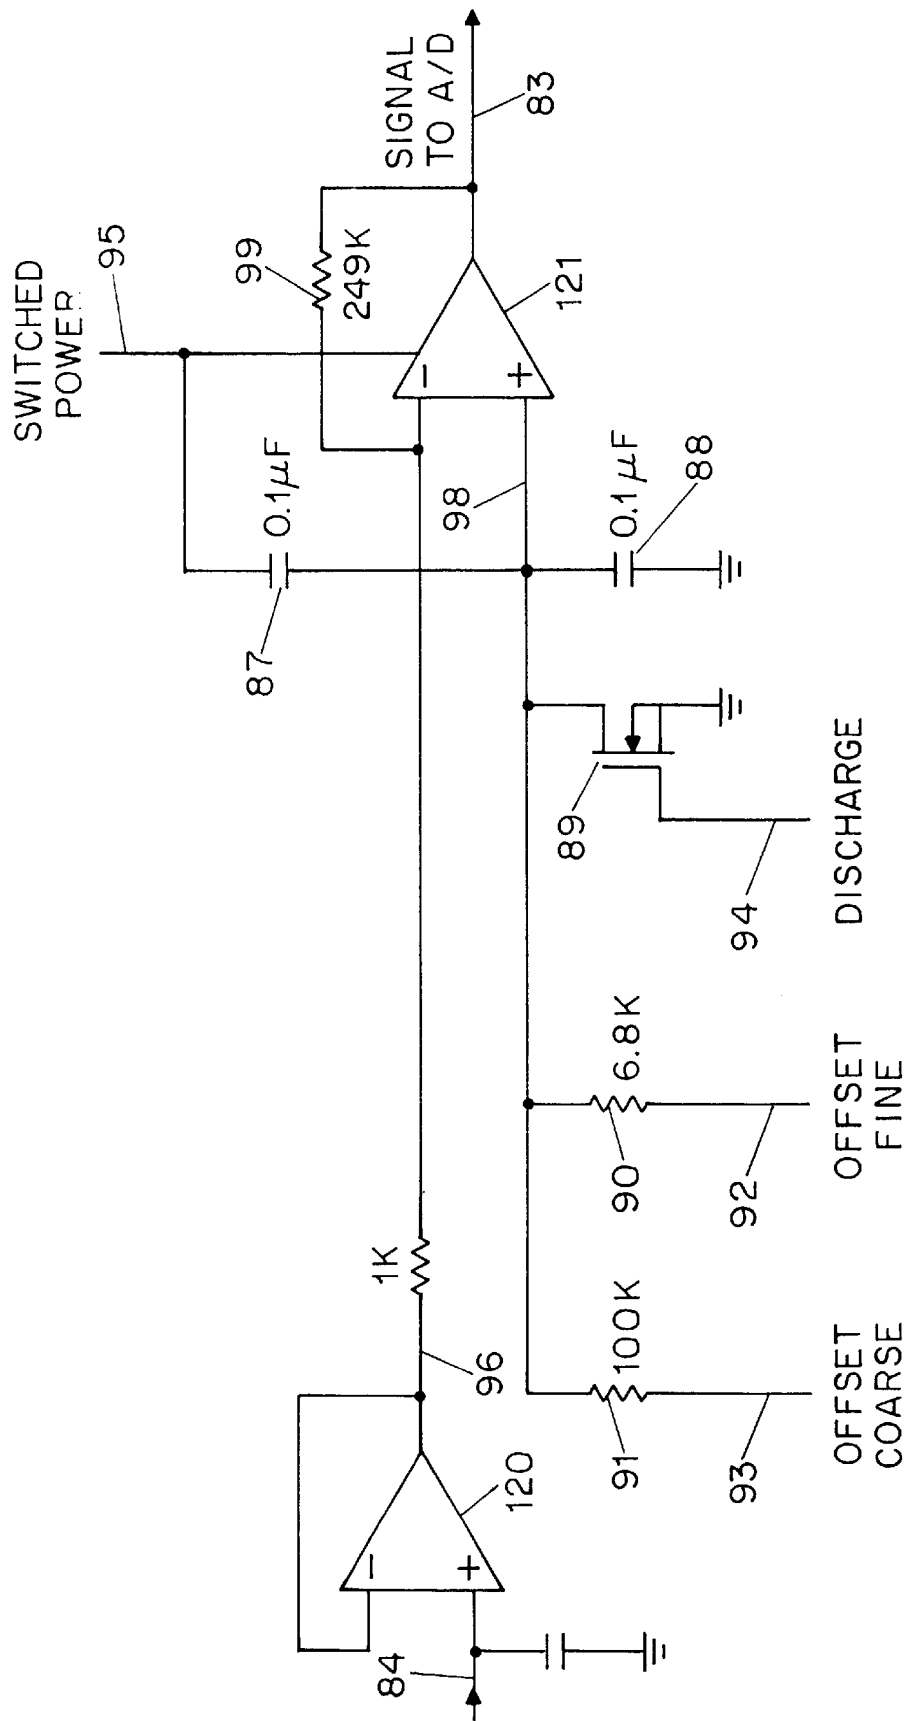 SWITCHED
POWER
95
SIGNAL
TO A/D
83
99
249K
0.1µF
87
121
98
0.1µF
88
1K
96
120
84
89
94
DISCHARGE
6.8K
90
92
OFFSET
FINE
100K
91
93
OFFSET
COARSE
−
+
−
+